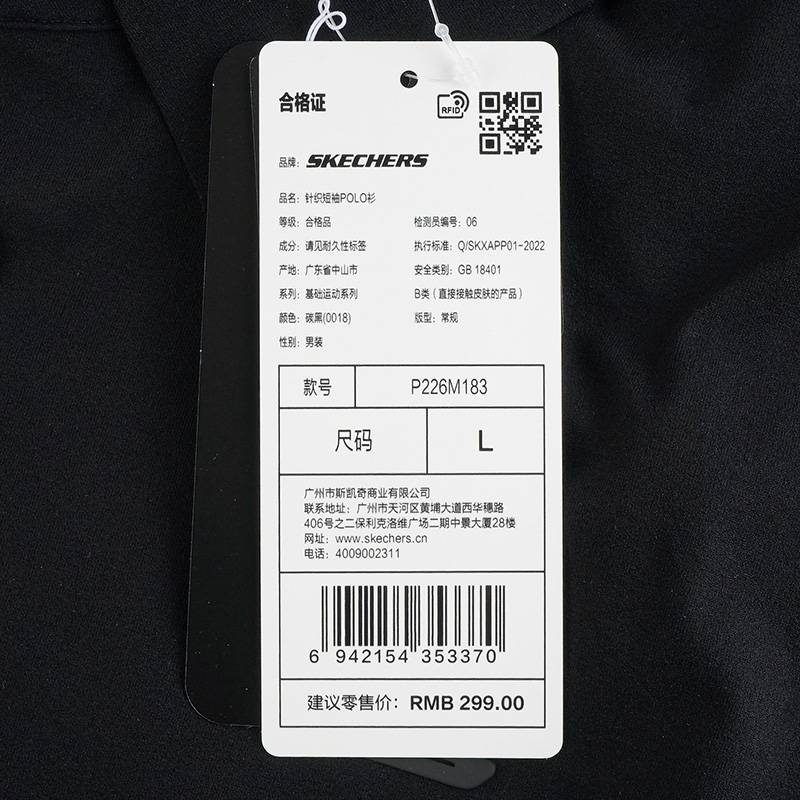 合格证
RFID
品牌: SKECHERS
品名: 针织短袖POLO衫
等级: 合格品 检测员编号: 06
成分: 请见耐久性标签 执行标准: Q/SKXAPP01-2022
产地: 广东省中山市 安全类别: GB 18401
系列: 基础运动系列 B类(直接接触皮肤的产品)
颜色: 碳黑(0018) 版型: 常规
性别: 男装
款号 P226M183
尺码 L
广州市斯凯奇商业有限公司
联系地址: 广州市天河区黄埔大道西华穗路
406号之二保利克洛维广场二期中景大厦28楼
网址: www.skechers.cn
电话: 4009002311
6 942154 353370
建议零售价: RMB 299.00